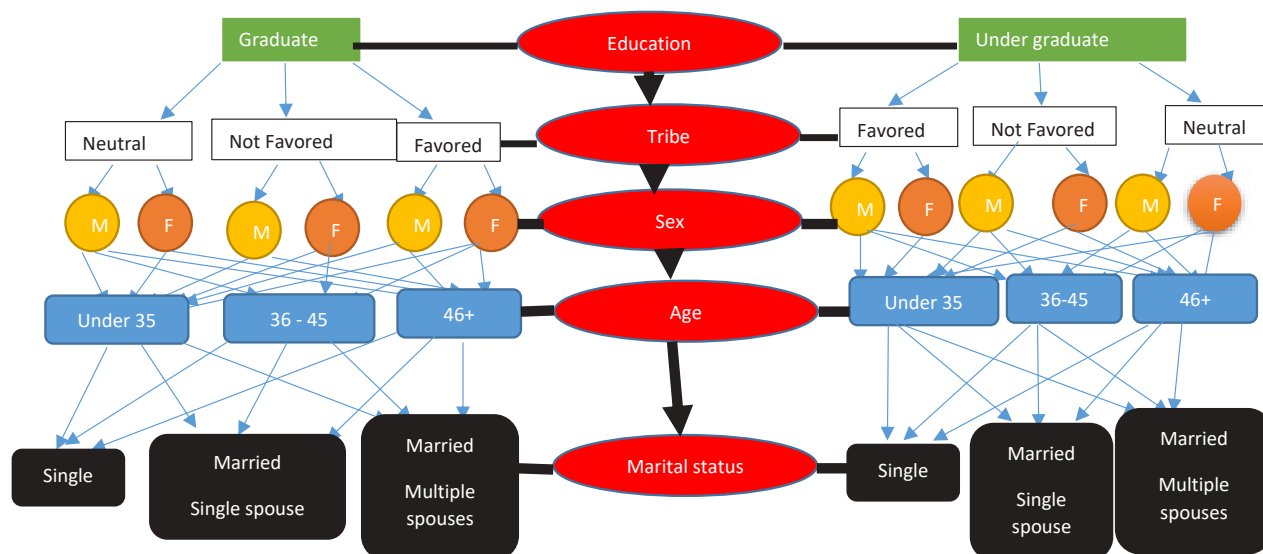 Graduate
Education
Under graduate
Neutral
Not Favored
Favored
Tribe
Favored
Not Favored
Neutral
M
F
M
F
M
F
Sex
M
F
M
F
M
F
Under 35
36 - 45
46+
Age
Under 35
36-45
46+
Single
Married
Single spouse
Married
Multiple
spouses
Marital status
Single
Married
Single
spouse
Married
Multiple
spouses